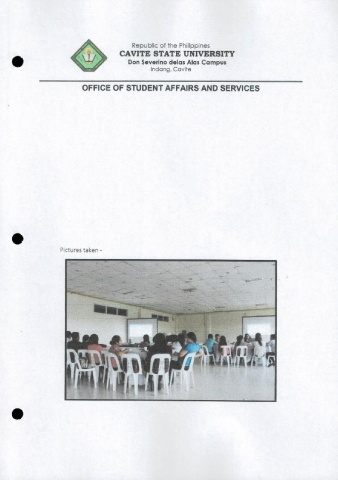 Republic of the Philippines
CAVITE STATE UNIVERSITY
Don Severino delas Alas Campus
Indang, Cavite
OFFICE OF STUDENT AFFAIRS AND SERVICES
Pictures taken -